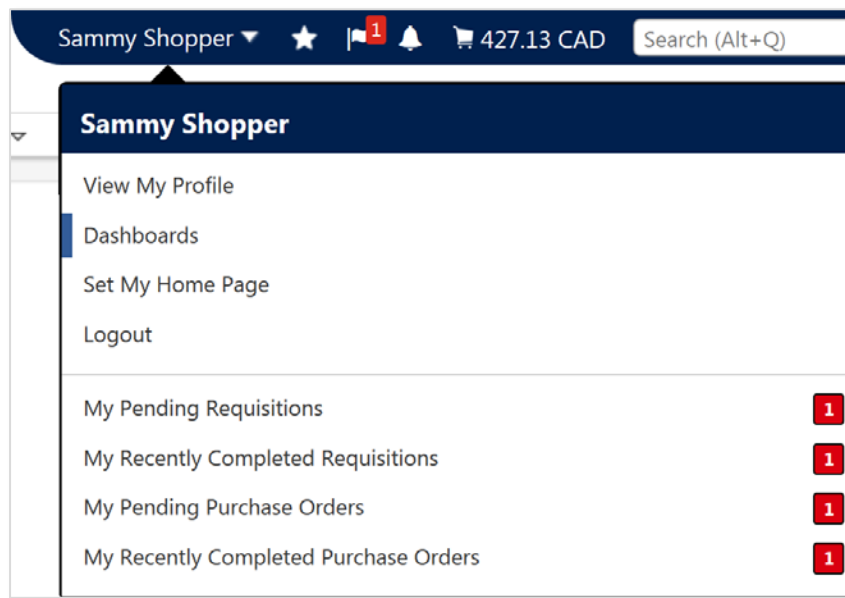 Sammy Shopper 1 427.13 CAD Search (Alt+Q)
Sammy Shopper
View My Profile
Dashboards
Set My Home Page
Logout
My Pending Requisitions 1
My Recently Completed Requisitions 1
My Pending Purchase Orders 1
My Recently Completed Purchase Orders 1